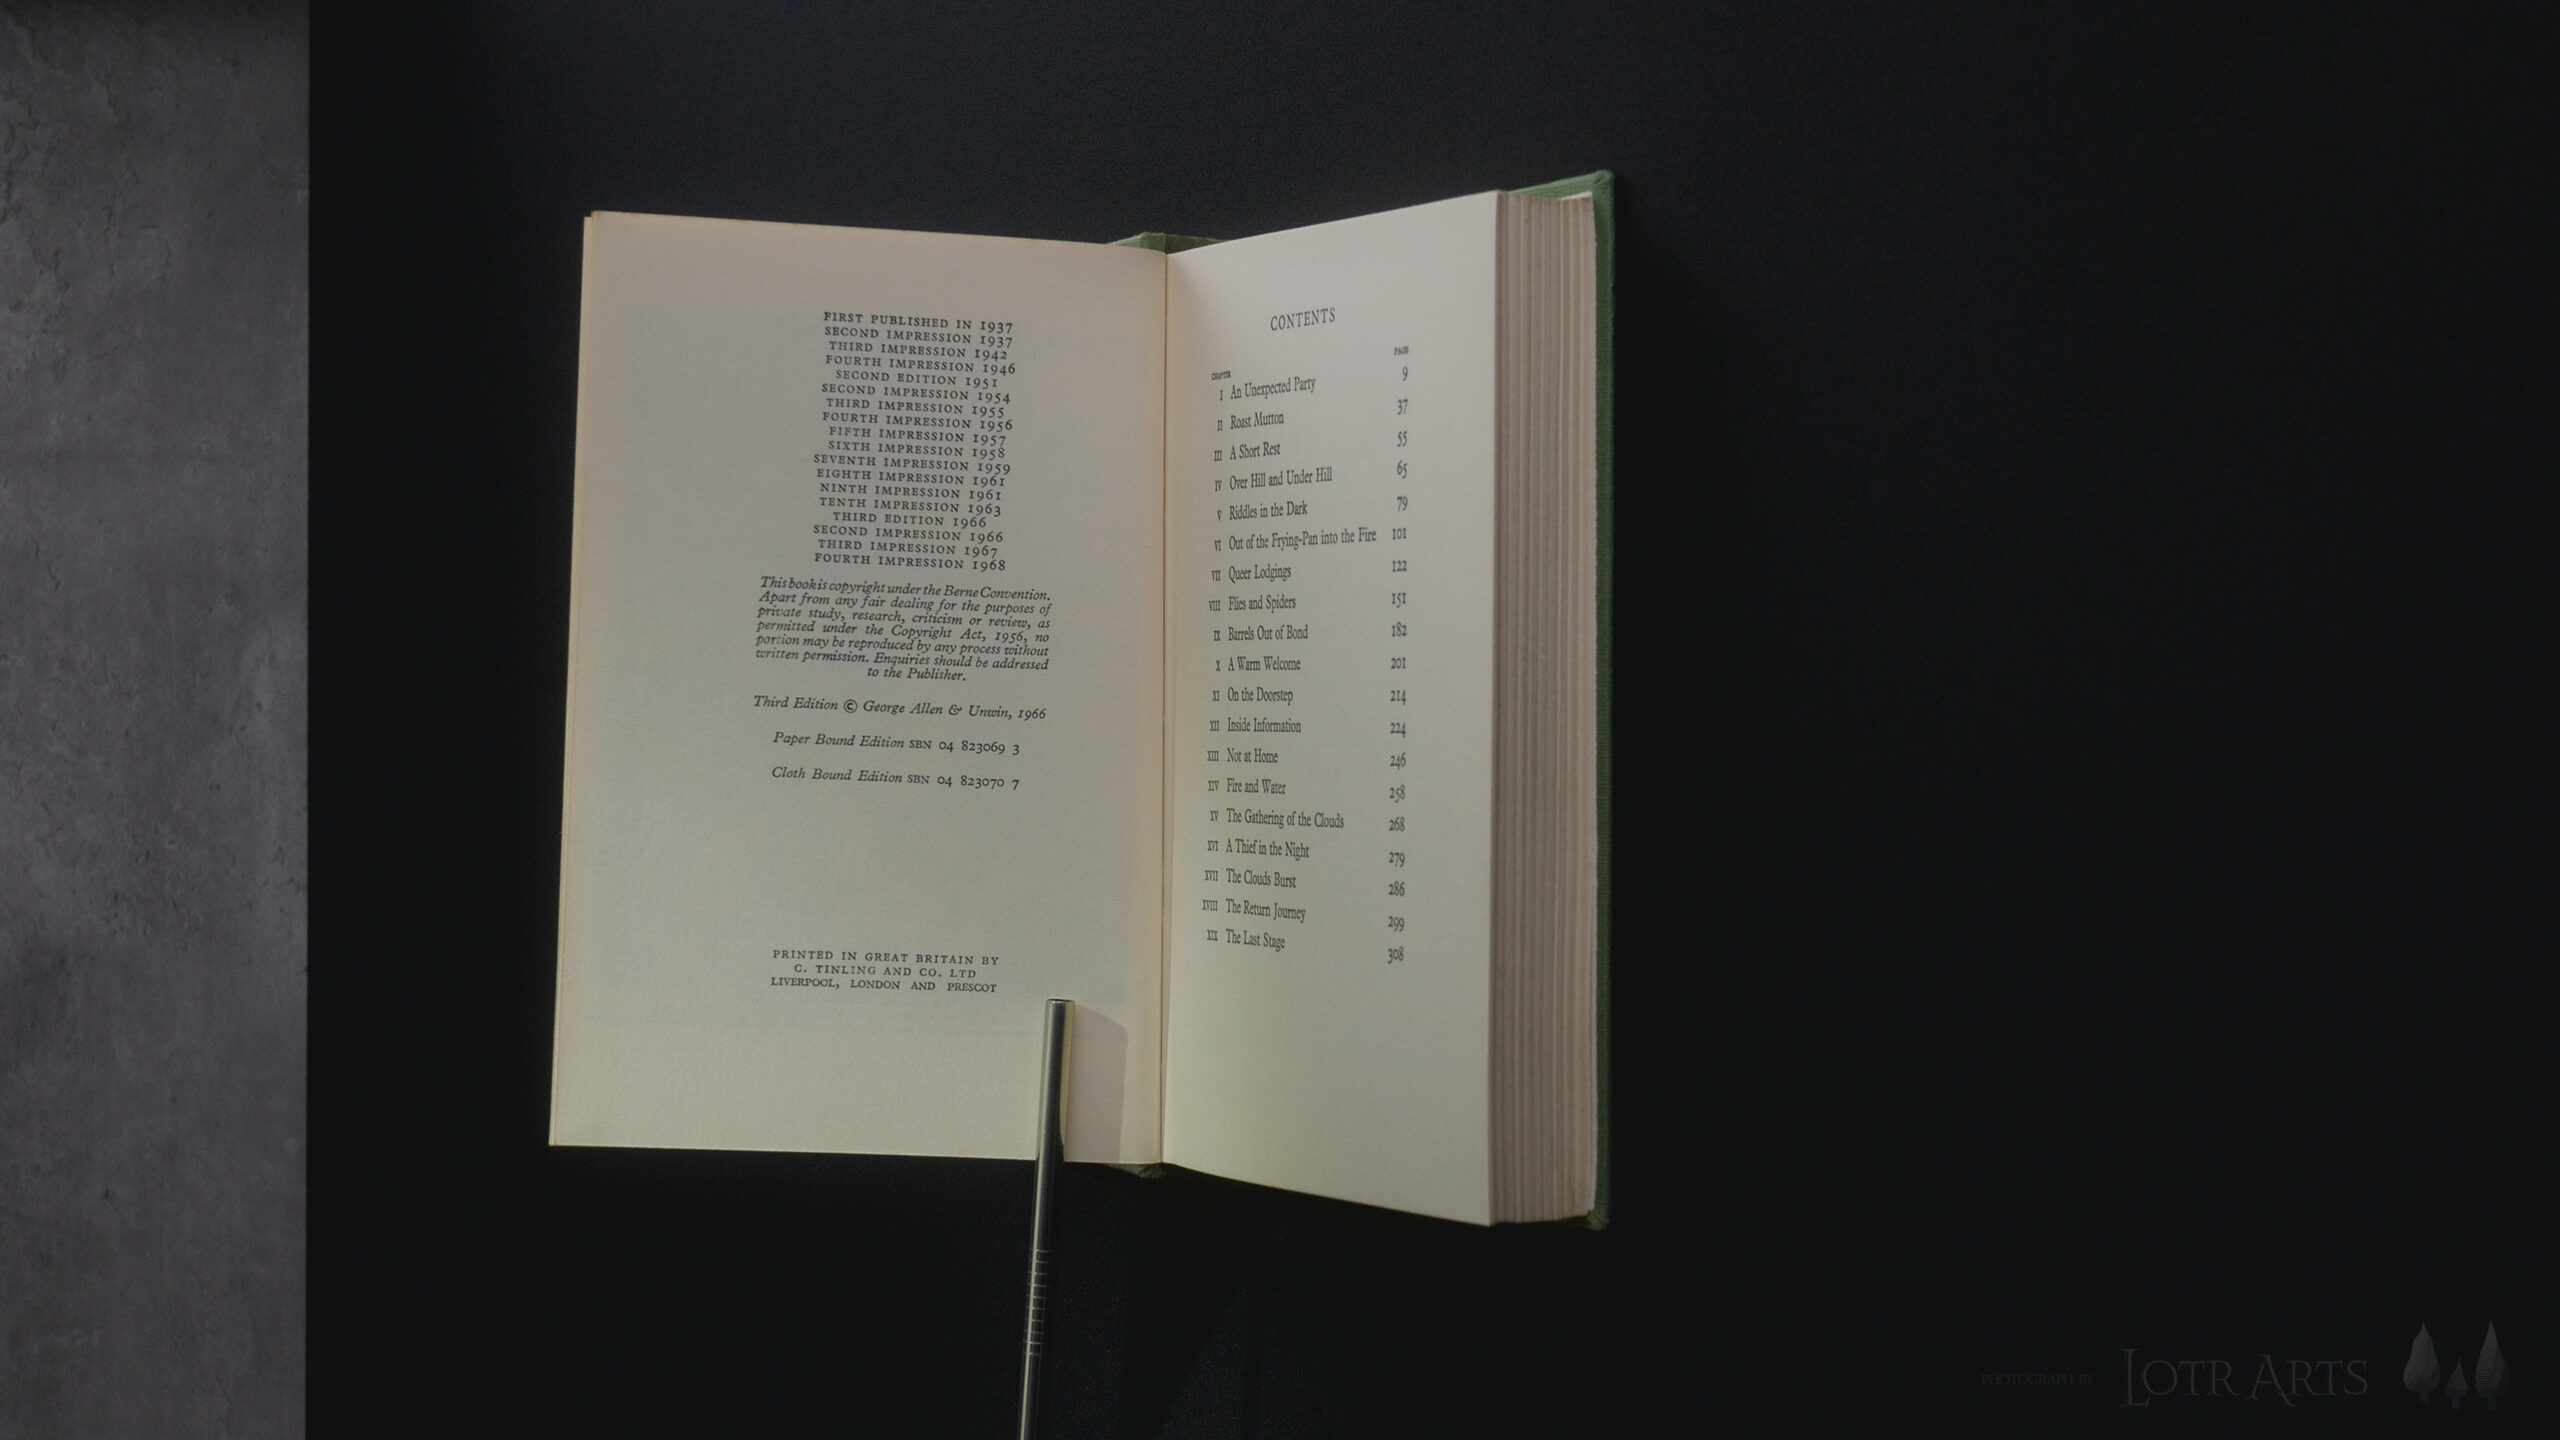 FIRST PUBLISHED IN 1937
SECOND IMPRESSION 1937
THIRD IMPRESSION 1942
FOURTH IMPRESSION 1946
SECOND EDITION 1951
SECOND IMPRESSION 1954
THIRD IMPRESSION 1955
FOURTH IMPRESSION 1956
FIFTH IMPRESSION 1957
SIXTH IMPRESSION 1958
SEVENTH IMPRESSION 1959
EIGHTH IMPRESSION 1961
NINTH IMPRESSION 1961
TENTH IMPRESSION 1963
THIRD EDITION 1966
SECOND IMPRESSION 1966
THIRD IMPRESSION 1967
FOURTH IMPRESSION 1968
This book is copyright under the Berne Convention.
Apart from any fair dealing for the purposes of
private study, research, criticism or review, as
permitted under the Copyright Act, 1956, no
portion may be reproduced by any process without
written permission. Enquiries should be addressed
to the Publisher.
Third Edition © George Allen & Unwin, 1966
Paper Bound Edition SBN 04 823069 3
Cloth Bound Edition SBN 04 823070 7
PRINTED IN GREAT BRITAIN BY
C. TINLING AND CO. LTD
LIVERPOOL, LONDON AND PRESCOT
CONTENTS
CHAPTER PAGE
I An Unexpected Party 9
II Roast Mutton 37
III A Short Rest 55
IV Over Hill and Under Hill 65
V Riddles in the Dark 79
VI Out of the Frying-Pan into the Fire 101
VII Queer Lodgings 122
VIII Flies and Spiders 151
IX Barrels Out of Bond 182
X A Warm Welcome 201
XI On the Doorstep 214
XII Inside Information 224
XIII Not at Home 246
XIV Fire and Water 258
XV The Gathering of the Clouds 268
XVI A Thief in the Night 279
XVII The Clouds Burst 286
XVIII The Return Journey 299
XIX The Last Stage 308
PHOTOGRAPH BY LOTR ARTS